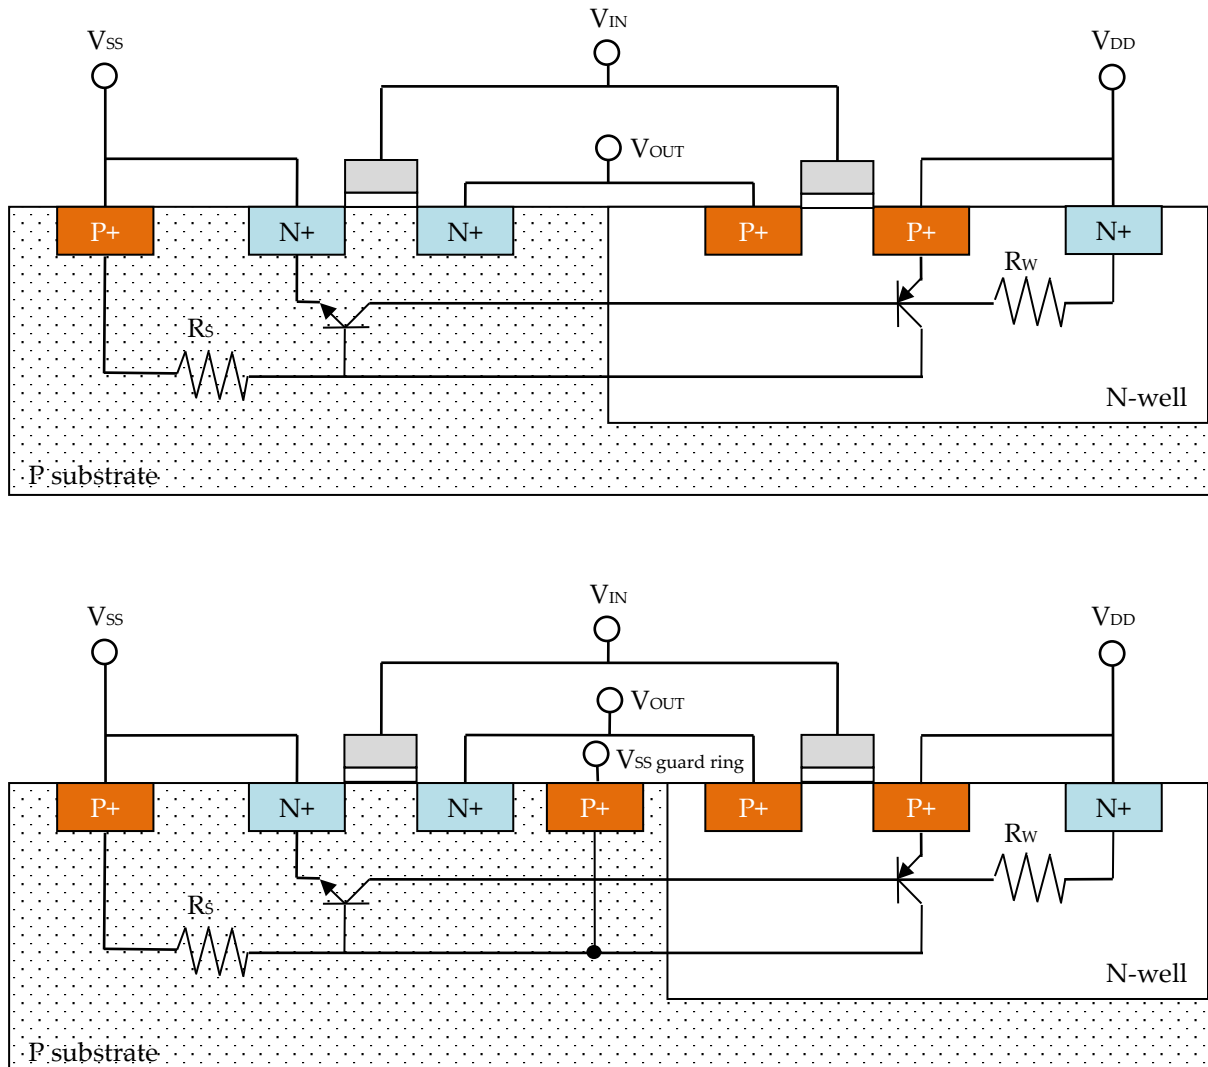 VIN
VSS
VDD
VOUT
P+ N+ N+ P+ P+ N+
RW
RS
N-well
P substrate
VIN
VSS
VDD
VOUT
VSS guard ring
P+ N+ N+ P+ P+ P+ N+
RW
RS
N-well
P substrate